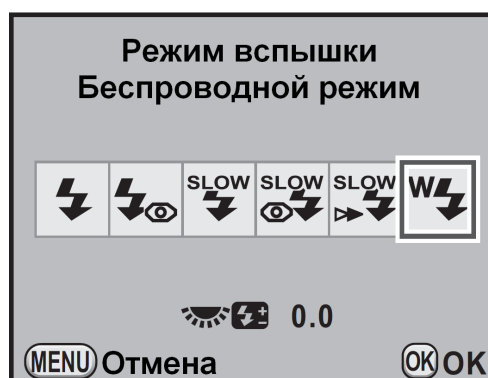 Режим вспышки
Беспроводной режим
SLOW SLOW SLOW W
0.0
MENU Отмена OK OK